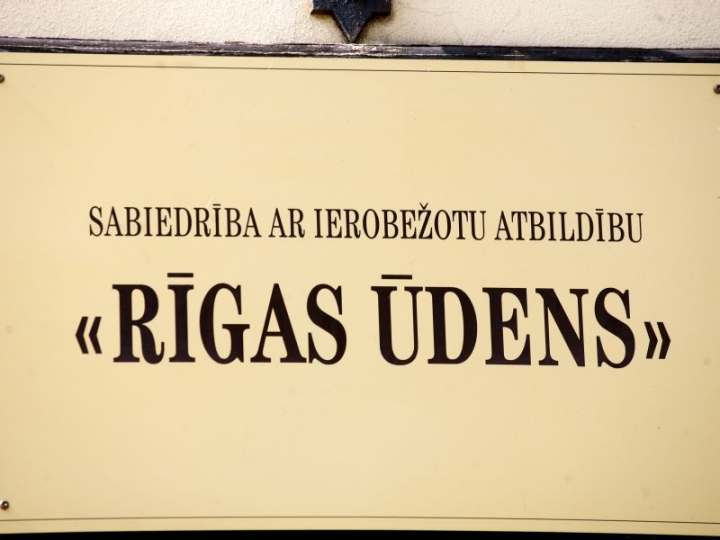 SABIEDRĪBA AR IEROBEŽOTU ATBILDĪBU
«RĪGAS ŪDENS»